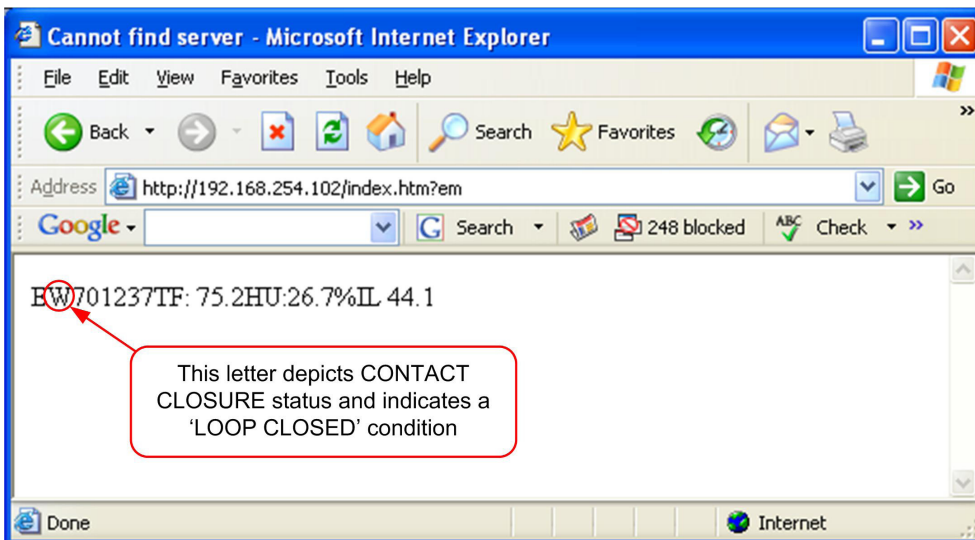 Cannot find server - Microsoft Internet Explorer
File Edit View Favorites Tools Help
Back Search Favorites »
Address http://192.168.254.102/index.htm?em Go
Google G Search 248 blocked ABC Check »
EW701237TF: 75.2HU:26.7%IL 44.1
This letter depicts CONTACT
CLOSURE status and indicates a
‘LOOP CLOSED’ condition
Done Internet